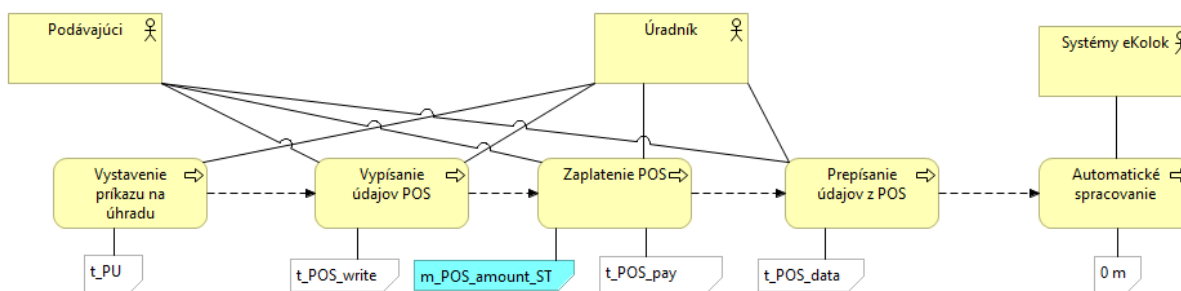 Podávajúci
Úradník
Systémy eKolok
Vystavenie
príkazu na
úhradu
Vypísanie
údajov POS
Zaplatenie POS
Prepísanie
údajov z POS
Automatické
spracovanie
t_PU
t_POS_write
m_POS_amount_ST
t_POS_pay
t_POS_data
0 m